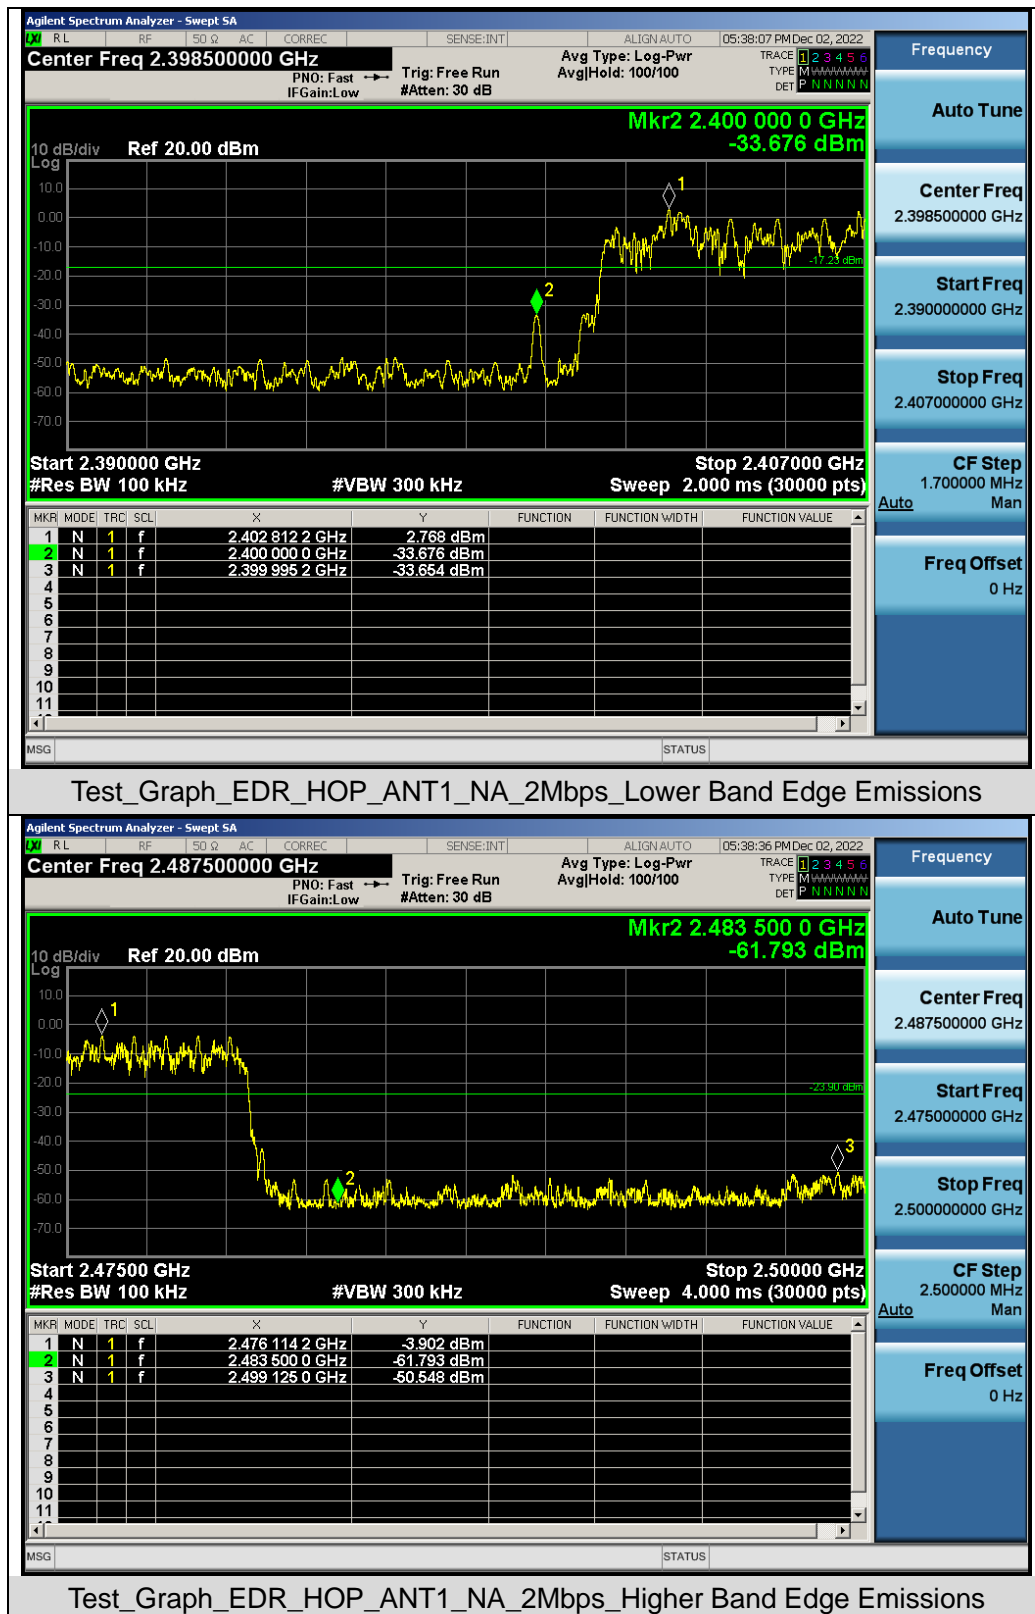 Agilent Spectrum Analyzer - Swept SA
LXI RL RF 50 Ω AC CORREC SENSE:INT ALIGN AUTO 05:38:07 PM Dec 02, 2022
Center Freq 2.398500000 GHz
PNO: Fast
IFGain:Low
Trig: Free Run
#Atten: 30 dB
Avg Type: Log-Pwr
Avg|Hold: 100/100
TRACE 1 2 3 4 5 6
TYPE M WWWWW
DET P N N N N N
Frequency
Auto Tune
Center Freq
2.398500000 GHz
Start Freq
2.390000000 GHz
Stop Freq
2.407000000 GHz
CF Step
1.700000 MHz
Auto Man
Freq Offset
0 Hz
Mkr2 2.400 000 0 GHz
-33.676 dBm
10 dB/div Ref 20.00 dBm
Log
10.0
0.00
-10.0
-20.0
-30.0
-40.0
-50.0
-60.0
-70.0
1
2
-17.23 dBm
Start 2.390000 GHz Stop 2.407000 GHz
#Res BW 100 kHz #VBW 300 kHz Sweep 2.000 ms (30000 pts)
MKR MODE TRC SCL X Y FUNCTION FUNCTION WIDTH FUNCTION VALUE
1 N 1 f 2.402 812 2 GHz 2.768 dBm
2 N 1 f 2.400 000 0 GHz -33.676 dBm
3 N 1 f 2.399 995 2 GHz -33.654 dBm
4
5
6
7
8
9
10
11
MSG STATUS
Test_Graph_EDR_HOP_ANT1_NA_2Mbps_Lower Band Edge Emissions
Agilent Spectrum Analyzer - Swept SA
LXI RL RF 50 Ω AC CORREC SENSE:INT ALIGN AUTO 05:38:36 PM Dec 02, 2022
Center Freq 2.487500000 GHz
PNO: Fast
IFGain:Low
Trig: Free Run
#Atten: 30 dB
Avg Type: Log-Pwr
Avg|Hold: 100/100
TRACE 1 2 3 4 5 6
TYPE M WWWWW
DET P N N N N N
Frequency
Auto Tune
Center Freq
2.487500000 GHz
Start Freq
2.475000000 GHz
Stop Freq
2.500000000 GHz
CF Step
2.500000 MHz
Auto Man
Freq Offset
0 Hz
Mkr2 2.483 500 0 GHz
-61.793 dBm
10 dB/div Ref 20.00 dBm
Log
10.0
0.00
-10.0
-20.0
-30.0
-40.0
-50.0
-60.0
-70.0
1
2
3
-23.90 dBm
Start 2.47500 GHz Stop 2.50000 GHz
#Res BW 100 kHz #VBW 300 kHz Sweep 4.000 ms (30000 pts)
MKR MODE TRC SCL X Y FUNCTION FUNCTION WIDTH FUNCTION VALUE
1 N 1 f 2.476 114 2 GHz -3.902 dBm
2 N 1 f 2.483 500 0 GHz -61.793 dBm
3 N 1 f 2.499 125 0 GHz -50.548 dBm
4
5
6
7
8
9
10
11
MSG STATUS
Test_Graph_EDR_HOP_ANT1_NA_2Mbps_Higher Band Edge Emissions